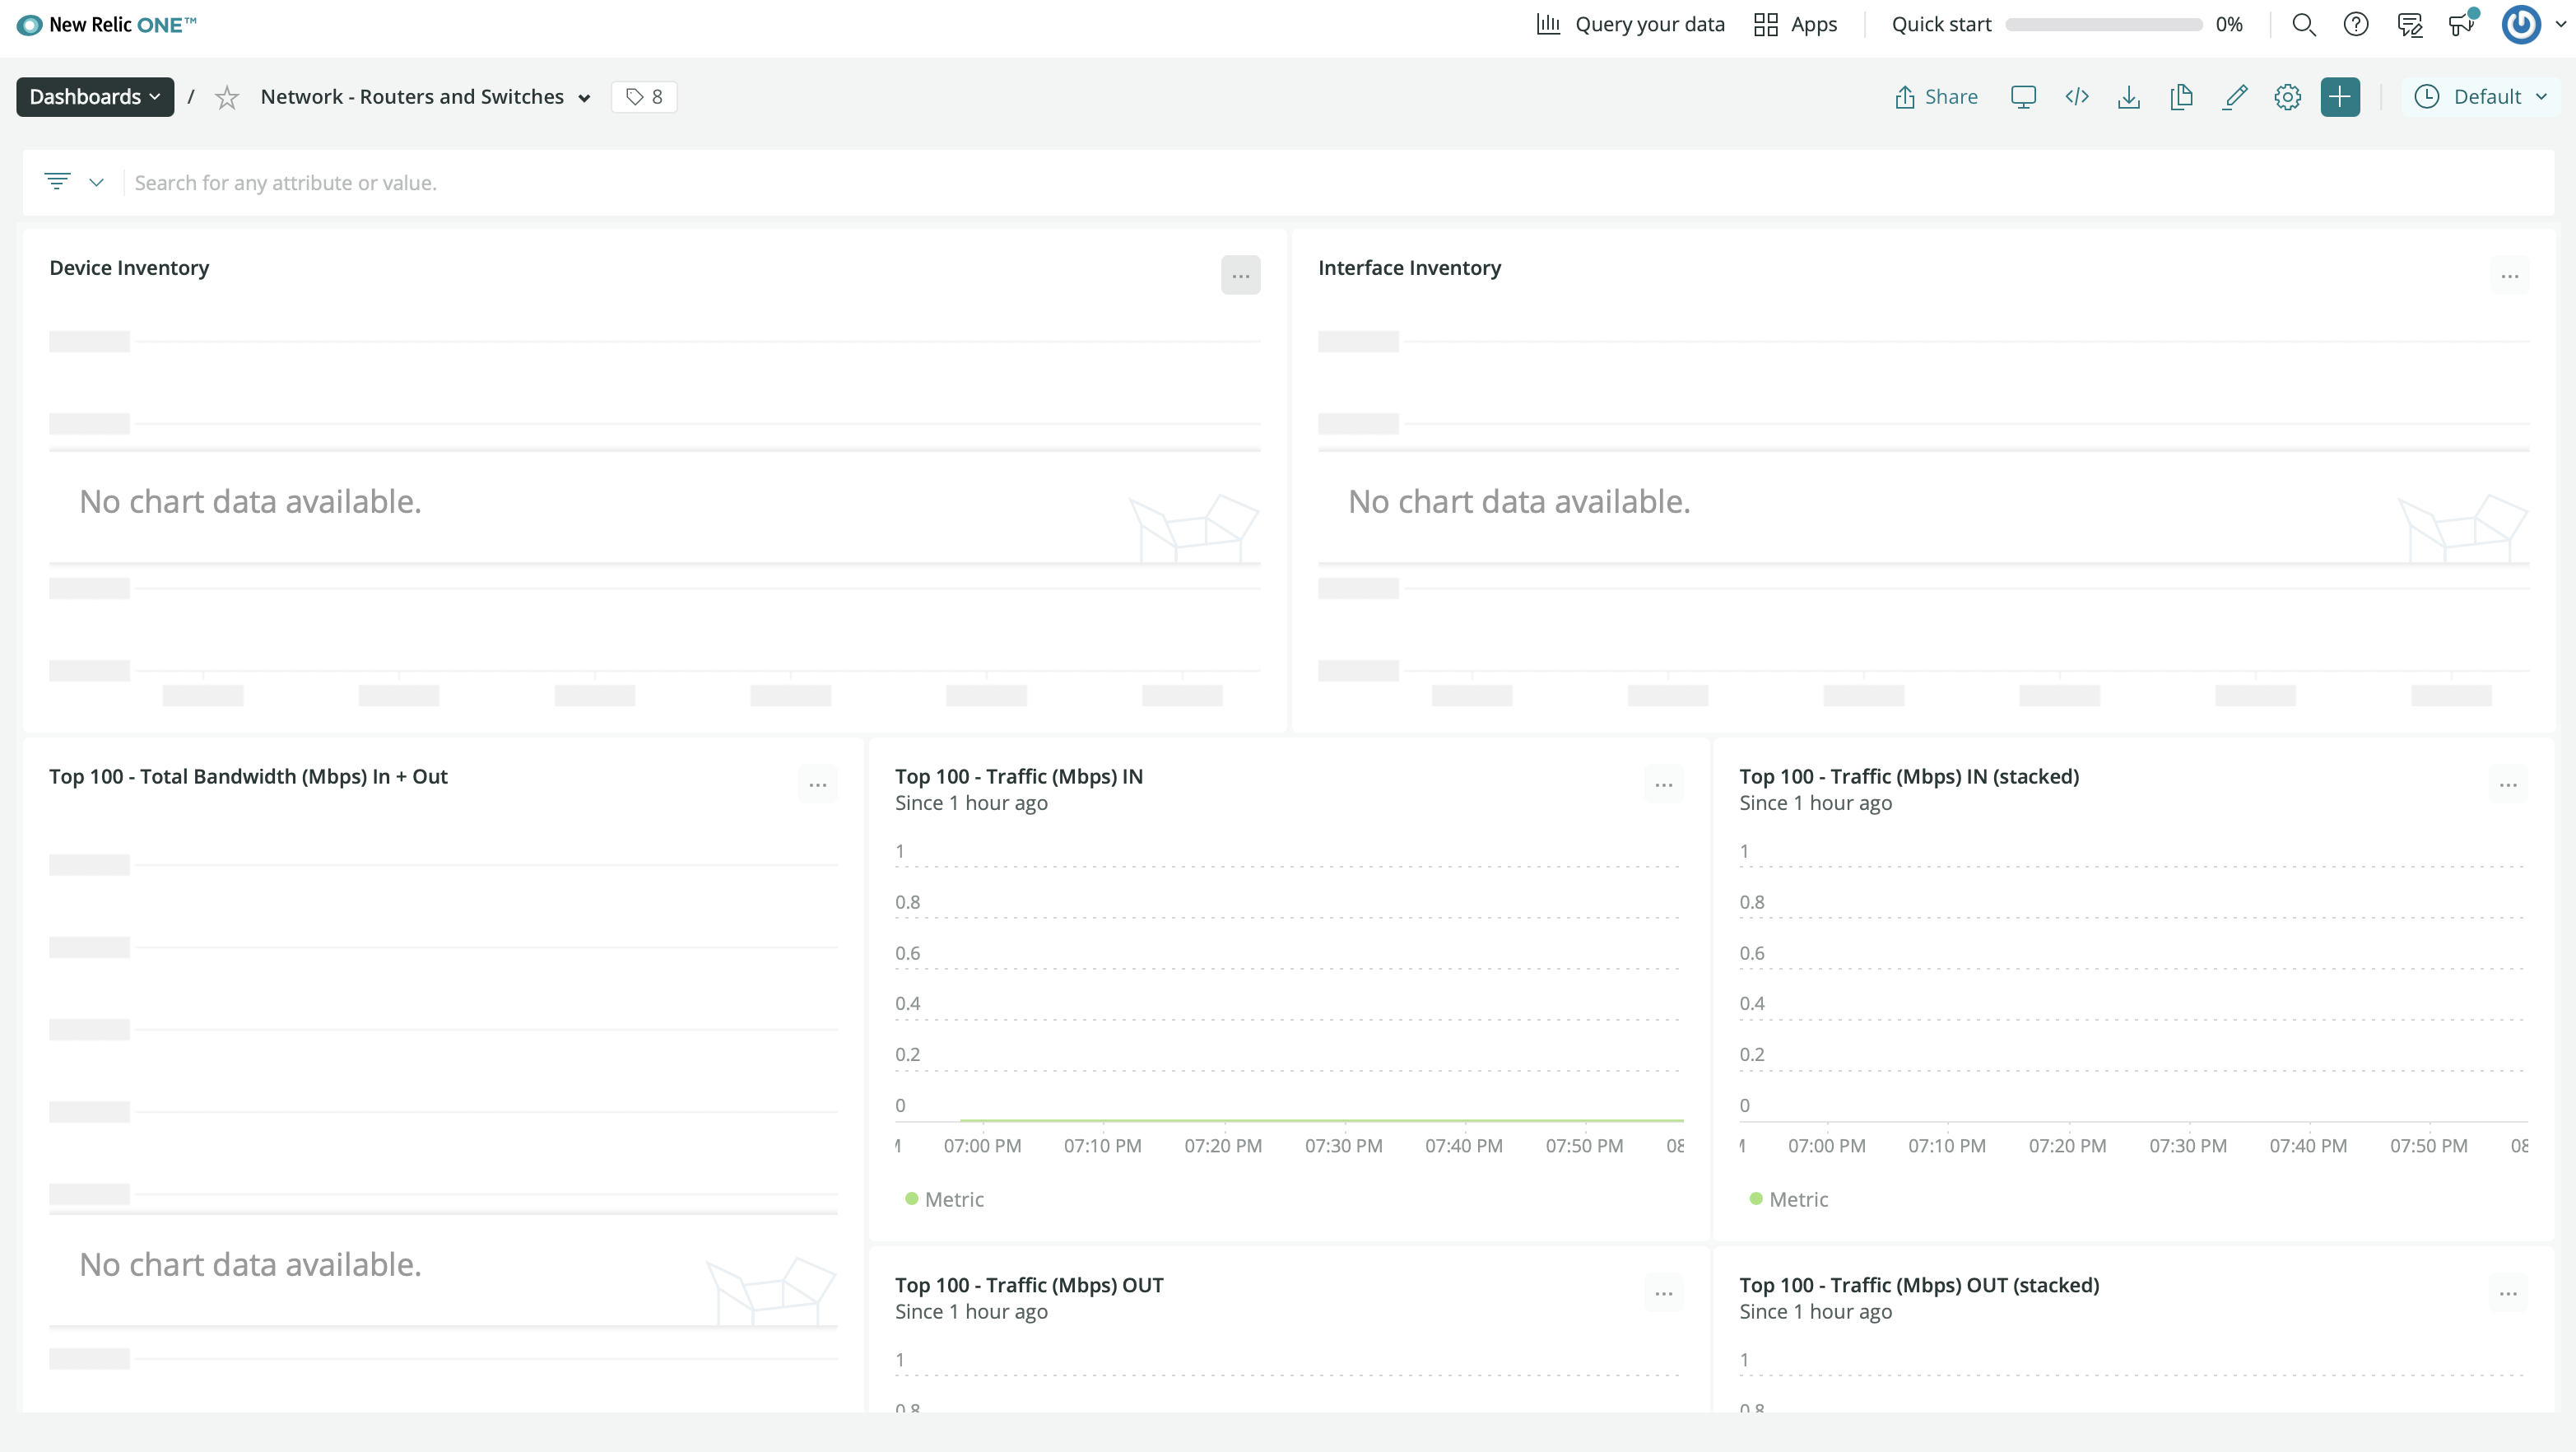 New Relic ONE™
Query your data
Apps
Quick start
0%
Dashboards
/
Network - Routers and Switches
8
Share
Default
Search for any attribute or value.
Device Inventory
...
No chart data available.
Interface Inventory
...
No chart data available.
Top 100 - Total Bandwidth (Mbps) In + Out
...
No chart data available.
Top 100 - Traffic (Mbps) IN
...
Since 1 hour ago
1
0.8
0.6
0.4
0.2
0
07:00 PM 07:10 PM 07:20 PM 07:30 PM 07:40 PM 07:50 PM 08
Metric
Top 100 - Traffic (Mbps) IN (stacked)
...
Since 1 hour ago
1
0.8
0.6
0.4
0.2
0
07:00 PM 07:10 PM 07:20 PM 07:30 PM 07:40 PM 07:50 PM 08
Metric
Top 100 - Traffic (Mbps) OUT
...
Since 1 hour ago
1
0.8
Top 100 - Traffic (Mbps) OUT (stacked)
...
Since 1 hour ago
1
0.8